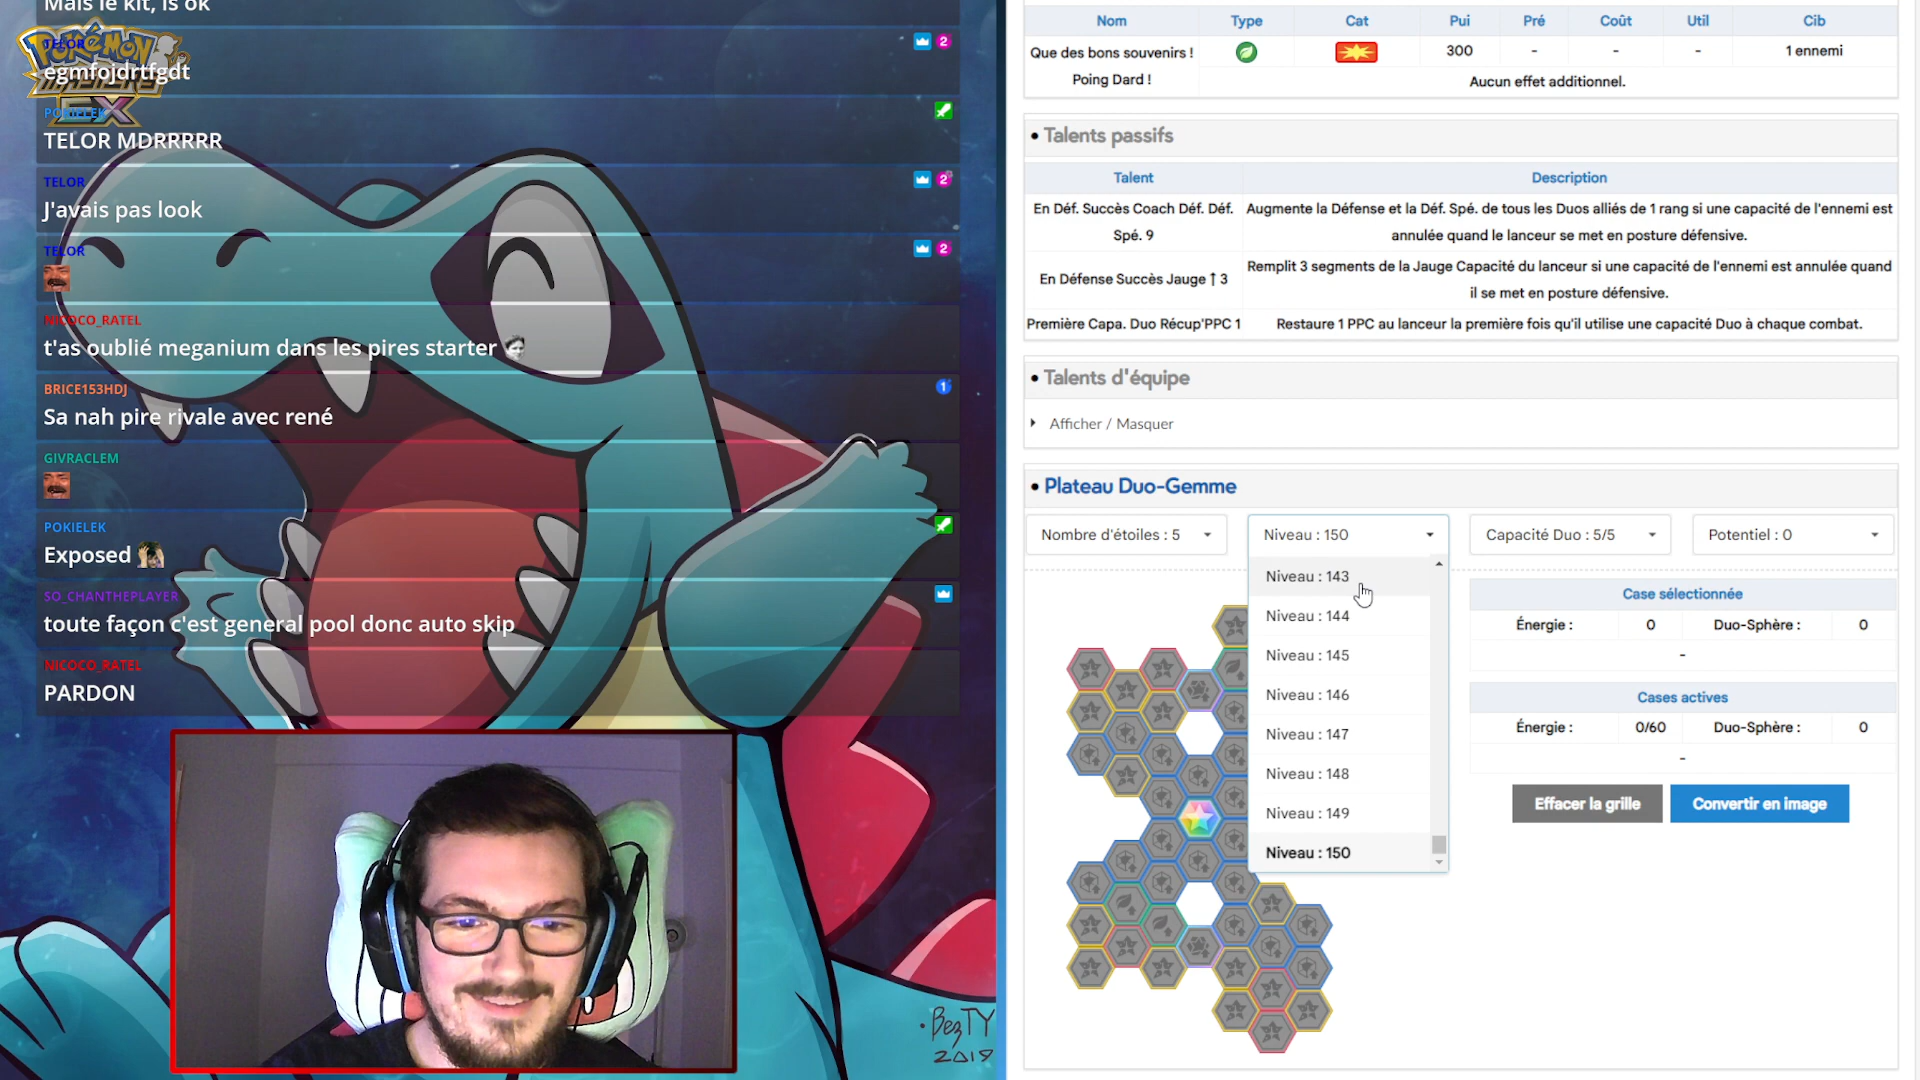 Mais le kit, is ok
POKÉMON
MASTERS
EX
TELOR
2
egmfojdrtfgdt
POKIELEK
TELOR MDRRRRR
TELOR
2
J'avais pas look
TELOR
2
NICOCO_RATEL
t'as oublié meganium dans les pires starter
BRICE153HDJ
1
Sa nah pire rivale avec rené
GIVRACLEM
POKIELEK
Exposed
SO_CHANTHEPLAYER
toute façon c'est general pool donc auto skip
NICOCO_RATEL
PARDON
BezTY
2019
Nom Type Cat Pui Pré Coût Util Cib
Que des bons souvenirs !
Poing Dard !
300 - - - 1 ennemi
Aucun effet additionnel.
• Talents passifs
Talent Description
En Déf. Succès Coach Déf. Déf.
Spé. 9
Augmente la Défense et la Déf. Spé. de tous les Duos alliés de 1 rang si une capacité de l'ennemi est
annulée quand le lanceur se met en posture défensive.
En Défense Succès Jauge ↑ 3
Remplit 3 segments de la Jauge Capacité du lanceur si une capacité de l'ennemi est annulée quand
il se met en posture défensive.
Première Capa. Duo Récup'PPC 1
Restaure 1 PPC au lanceur la première fois qu'il utilise une capacité Duo à chaque combat.
• Talents d'équipe
Afficher / Masquer
• Plateau Duo-Gemme
Nombre d'étoiles : 5
Niveau : 150
Capacité Duo : 5/5
Potentiel : 0
Niveau : 143
Niveau : 144
Niveau : 145
Niveau : 146
Niveau : 147
Niveau : 148
Niveau : 149
Niveau : 150
Case sélectionnée
Énergie : 0 Duo-Sphère : 0
-
Cases actives
Énergie : 0/60 Duo-Sphère : 0
-
Effacer la grille
Convertir en image